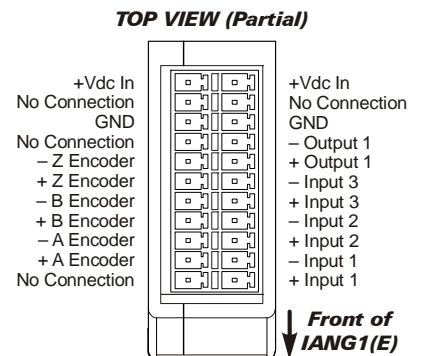 TOP VIEW (Partial)
+Vdc In
No Connection
GND
No Connection
– Z Encoder
+ Z Encoder
– B Encoder
+ B Encoder
– A Encoder
+ A Encoder
No Connection
+Vdc In
No Connection
GND
– Output 1
+ Output 1
– Input 3
+ Input 3
– Input 2
+ Input 2
– Input 1
+ Input 1
Front of
IANG1(E)